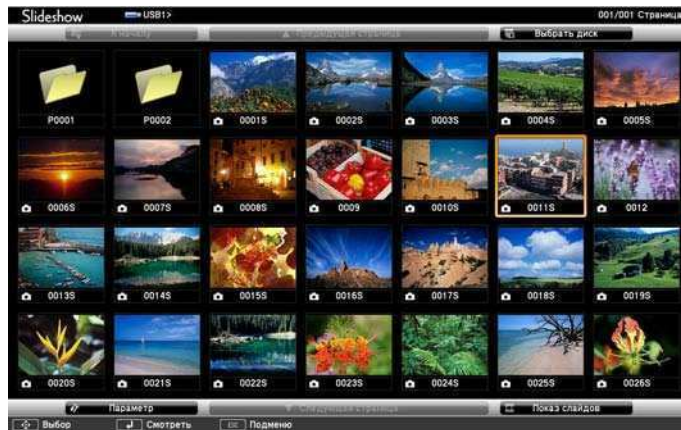 Slideshow USB1> 001/001 Страница
К началу ▲ Предыдущая страница Выбрать диск
P0001 P0002 0001S 0002S 0003S 0004S 0005S
0006S 0007S 0008S 0009 0010S 0011S 0012
0013S 0014S 0015S 0016S 0017S 0018S 0019S
0020S 0021S 0022S 0023S 0024S 0025S 0026S
Параметр ▼ Следующая страница Показ слайдов
Выбор Смотреть ESC Подменю